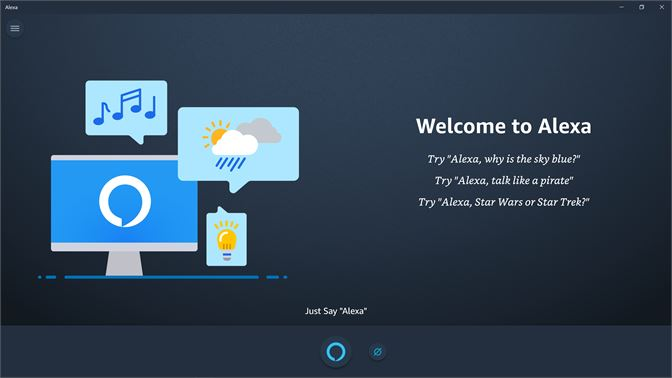 Alexa
Welcome to Alexa
Try "Alexa, why is the sky blue?"
Try "Alexa, talk like a pirate"
Try "Alexa, Star Wars or Star Trek?"
Just Say "Alexa"